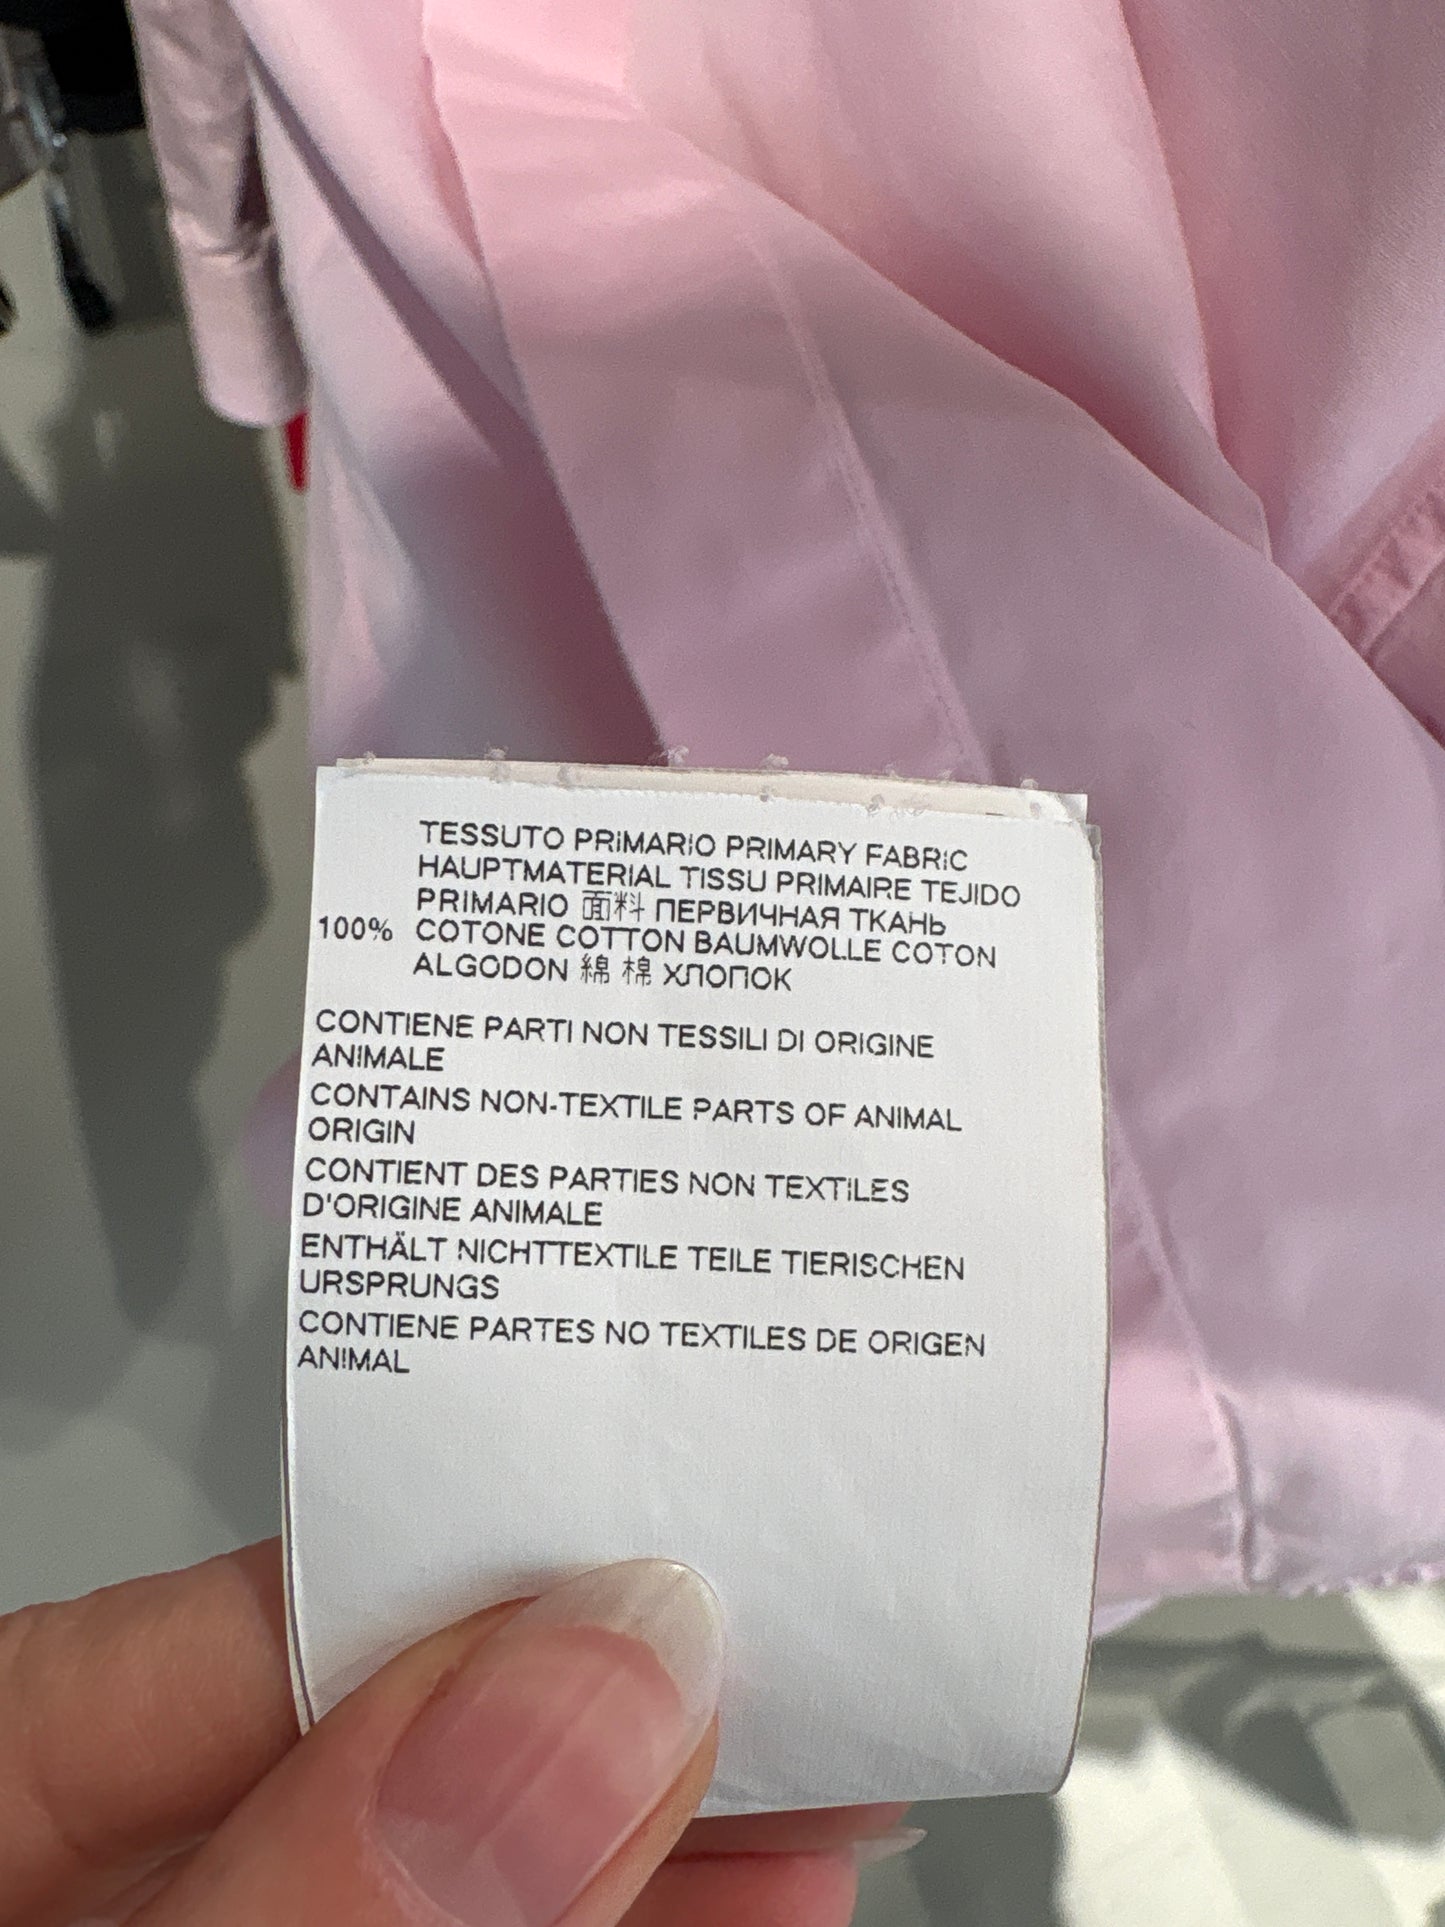 TESSUTO PRIMARIO PRIMARY FABRIC
HAUPTMATERIAL TISSU PRIMAIRE TEJIDO
PRIMARIO 面料 ПЕРВИЧНАЯ ТКАНЬ
100% COTONE COTTON BAUMWOLLE COTON
ALGODON 綿 棉 ХЛОПОК
CONTIENE PARTI NON TESSILI DI ORIGINE
ANIMALE
CONTAINS NON-TEXTILE PARTS OF ANIMAL
ORIGIN
CONTIENT DES PARTIES NON TEXTILES
D'ORIGINE ANIMALE
ENTHÄLT NICHTTEXTILE TEILE TIERISCHEN
URSPRUNGS
CONTIENE PARTES NO TEXTILES DE ORIGEN
ANIMAL